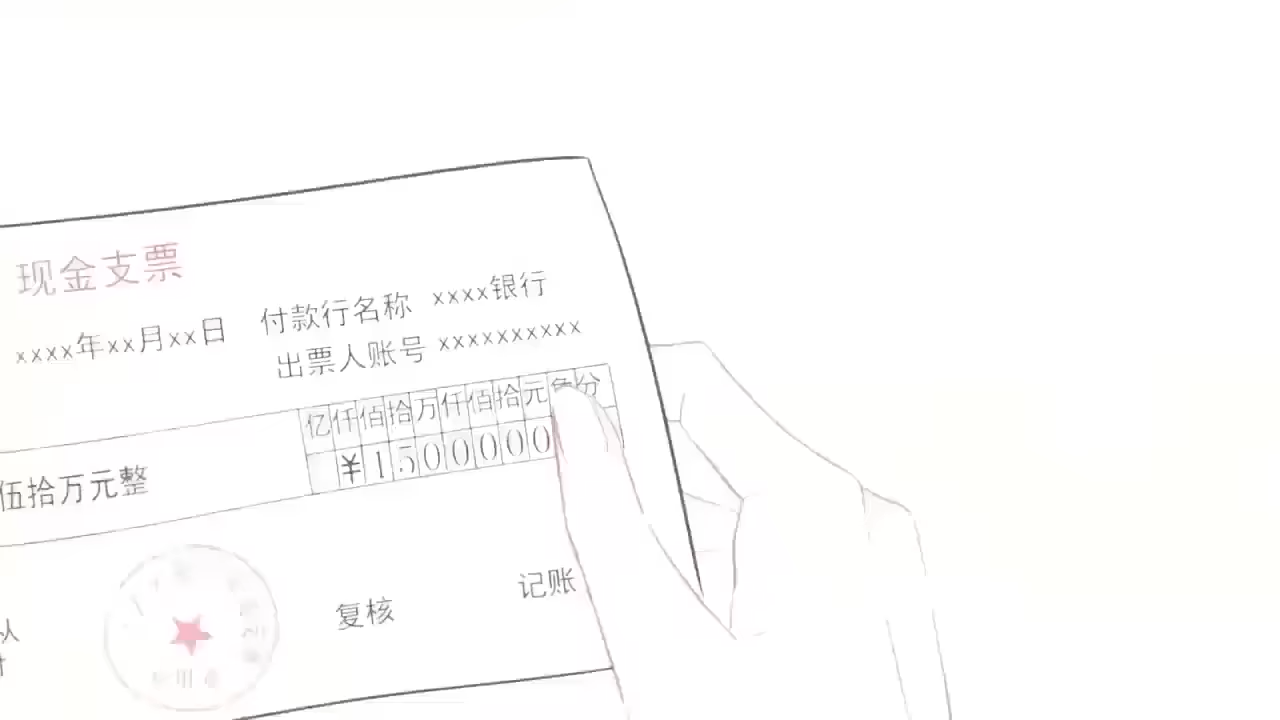 现金支票
xxxx年xx月xx日
付款行名称 xxxx银行
出票人账号 xxxxxxxxxx
亿仟佰拾万仟佰拾元角分
¥1500000
伍拾万元整
复核
记账